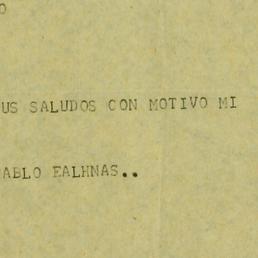 O
US SALUDOS CON MOTIVO MI
ABLO EALHNAS..